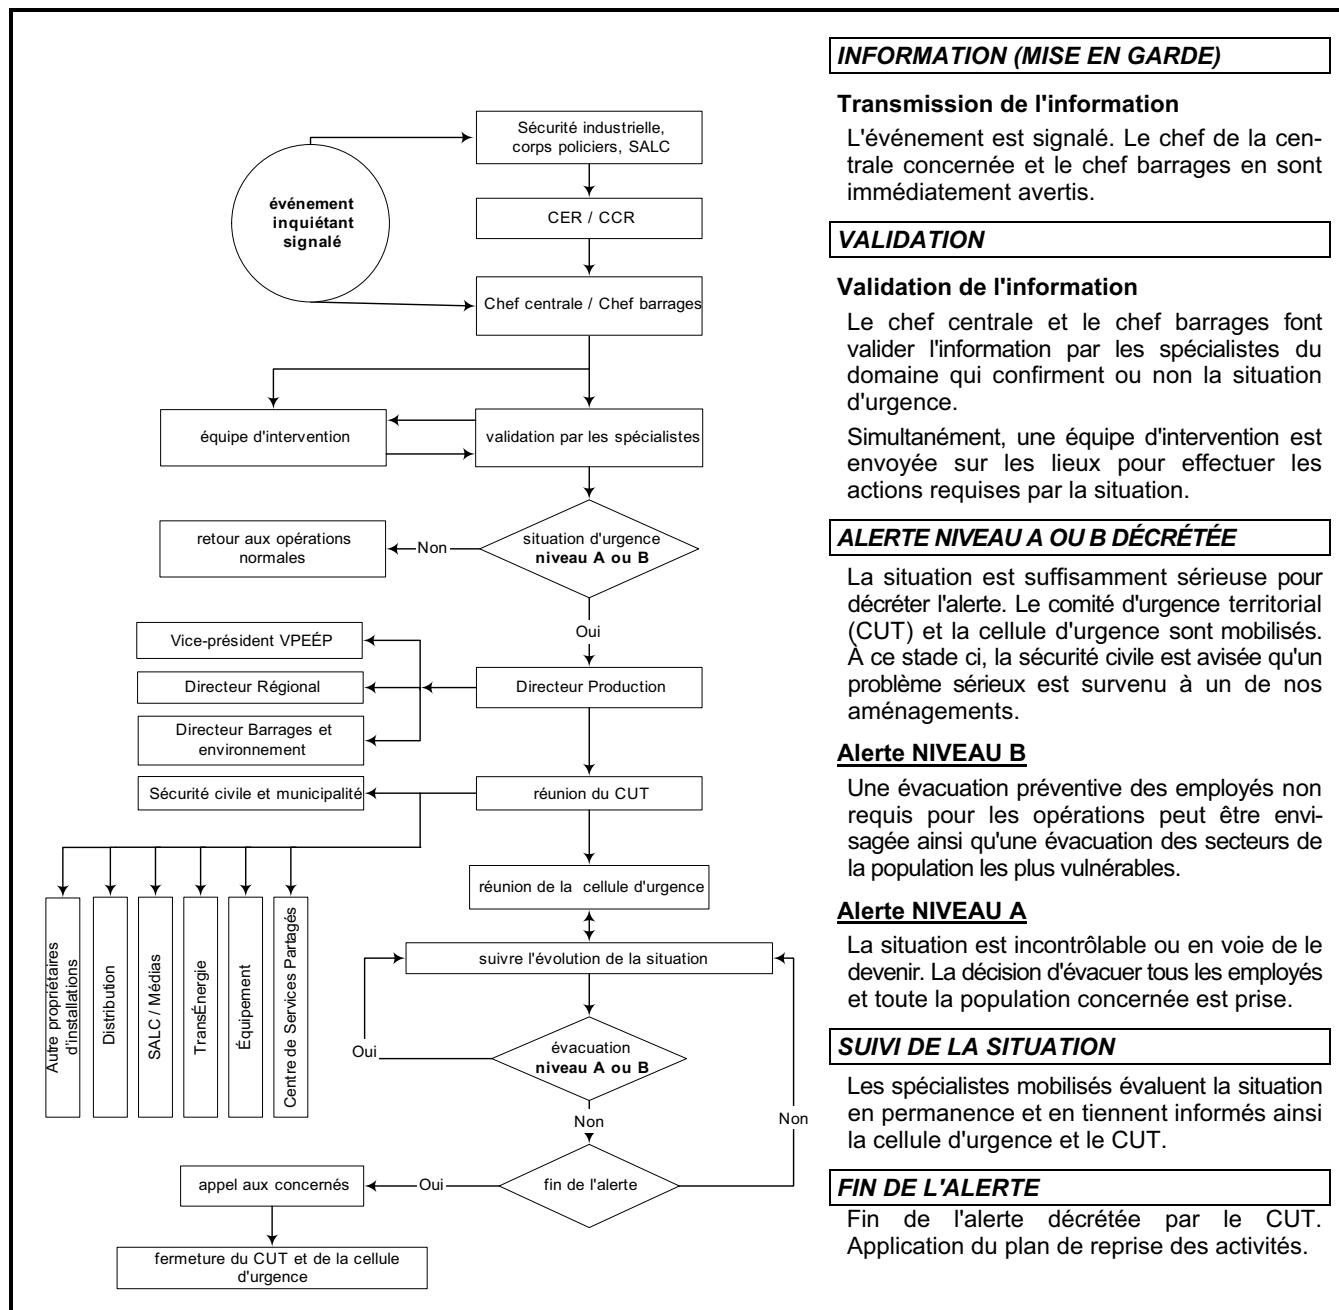 Sécurité industrielle,
corps policiers, SALC
événement
inquiétant
signalé
CER / CCR
Chef centrale / Chef barrages
équipe d'intervention
validation par les spécialistes
retour aux opérations
normales
Non
situation d'urgence
niveau A ou B
Oui
Vice-président VPEÉP
Directeur Régional
Directeur Production
Directeur Barrages et
environnement
Sécurité civile et municipalité
réunion du CUT
Autre propriétaires
d'installations
Distribution
SALC / Médias
TransÉnergie
Équipement
Centre de Services Partagés
réunion de la cellule d'urgence
suivre l'évolution de la situation
Oui
évacuation
niveau A ou B
Non
Non
appel aux concernés
Oui
fin de l'alerte
fermeture du CUT et de la cellule
d'urgence
INFORMATION (MISE EN GARDE)
Transmission de l'information
L'événement est signalé. Le chef de la cen-
trale concernée et le chef barrages en sont
immédiatement avertis.
VALIDATION
Validation de l'information
Le chef centrale et le chef barrages font
valider l'information par les spécialistes du
domaine qui confirment ou non la situation
d'urgence.
Simultanément, une équipe d'intervention est
envoyée sur les lieux pour effectuer les
actions requises par la situation.
ALERTE NIVEAU A OU B DÉCRÉTÉE
La situation est suffisamment sérieuse pour
décréter l'alerte. Le comité d'urgence territorial
(CUT) et la cellule d'urgence sont mobilisés.
À ce stade ci, la sécurité civile est avisée qu'un
problème sérieux est survenu à un de nos
aménagements.
Alerte NIVEAU B
Une évacuation préventive des employés non
requis pour les opérations peut être envi-
sagée ainsi qu'une évacuation des secteurs de
la population les plus vulnérables.
Alerte NIVEAU A
La situation est incontrôlable ou en voie de le
devenir. La décision d'évacuer tous les employés
et toute la population concernée est prise.
SUIVI DE LA SITUATION
Les spécialistes mobilisés évaluent la situation
en permanence et en tiennent informés ainsi
la cellule d'urgence et le CUT.
FIN DE L'ALERTE
Fin de l'alerte décrétée par le CUT.
Application du plan de reprise des activités.